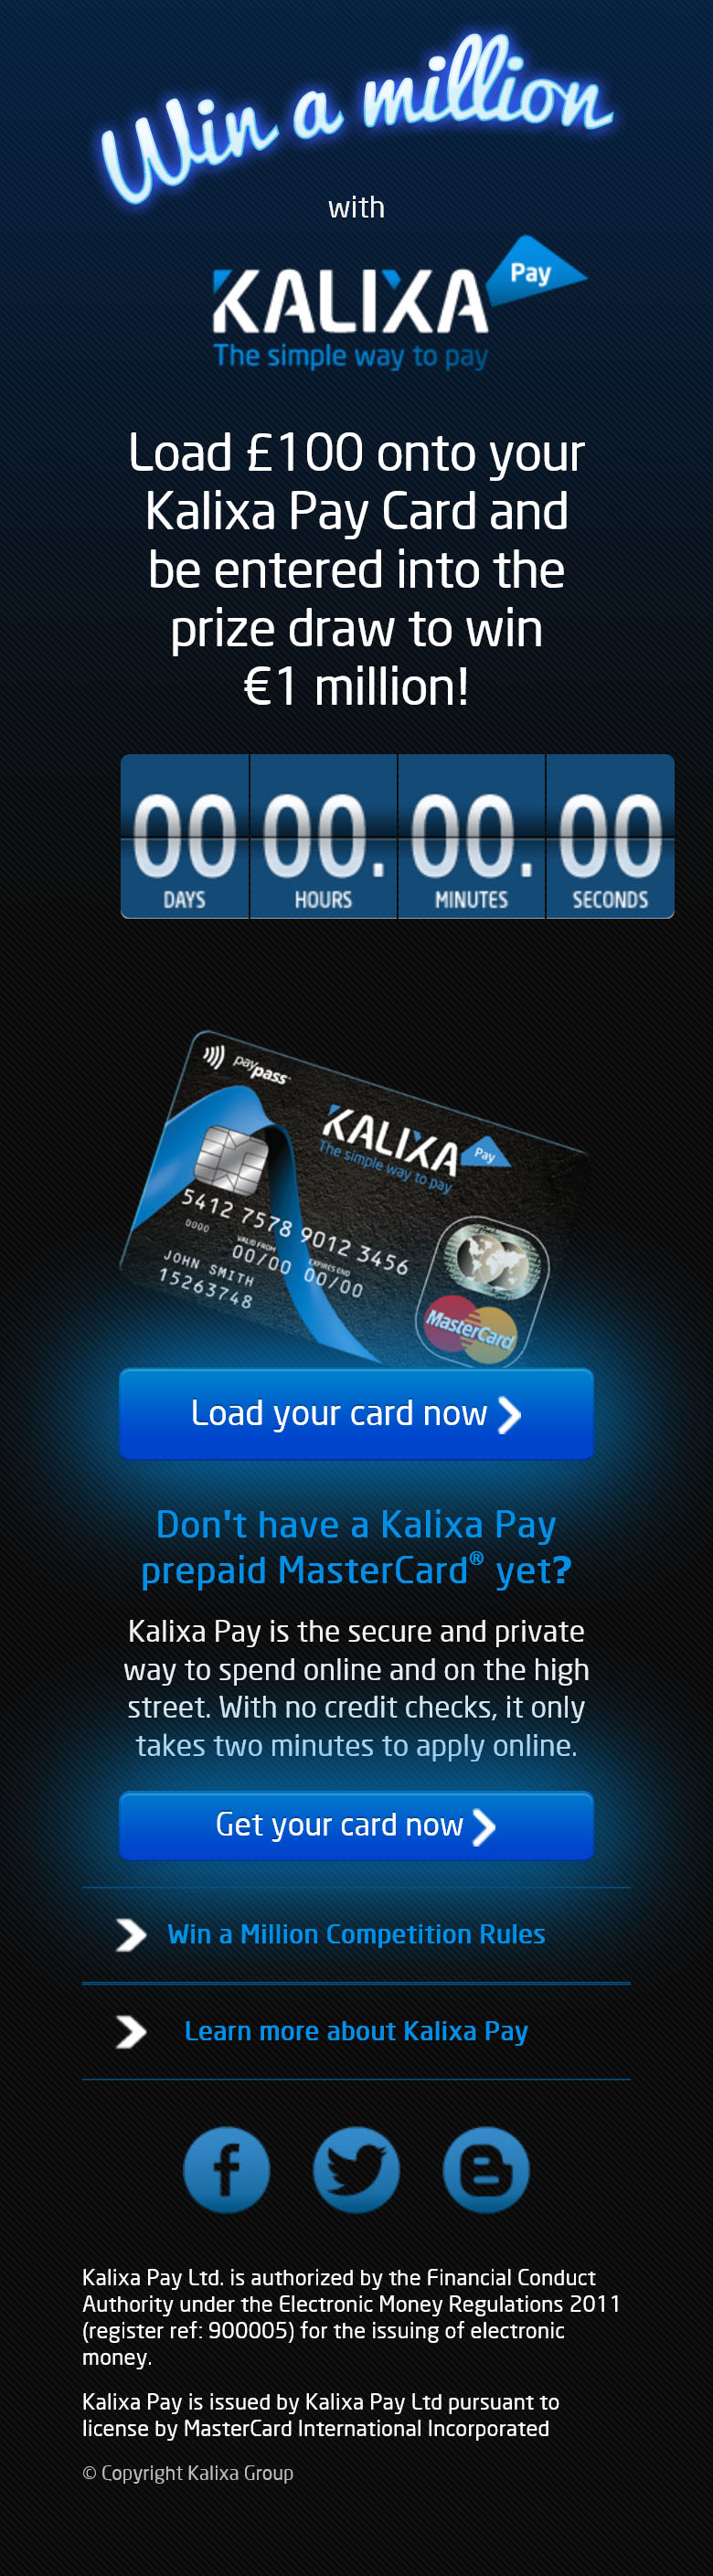 Win a million
with
KALIXA Pay
The simple way to pay
Load £100 onto your
Kalixa Pay Card and
be entered into the
prize draw to win
€1 million!
00 00. 00. 00
DAYS HOURS MINUTES SECONDS
paypass
KALIXA Pay
The simple way to pay
5412 7578 9012 3456
0000 VALID FROM 00/00 EXPIRES END 00/00
JOHN SMITH
15263748
MasterCard
Load your card now
Don't have a Kalixa Pay
prepaid MasterCard® yet?
Kalixa Pay is the secure and private
way to spend online and on the high
street. With no credit checks, it only
takes two minutes to apply online.
Get your card now
Win a Million Competition Rules
Learn more about Kalixa Pay
Kalixa Pay Ltd. is authorized by the Financial Conduct
Authority under the Electronic Money Regulations 2011
(register ref: 900005) for the issuing of electronic
money.
Kalixa Pay is issued by Kalixa Pay Ltd pursuant to
license by MasterCard International Incorporated
© Copyright Kalixa Group